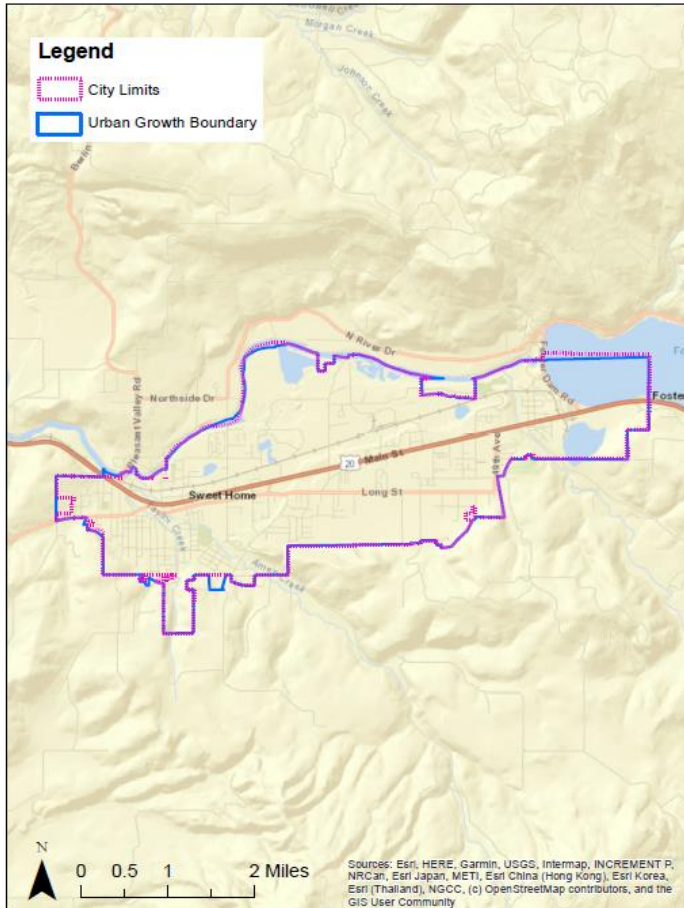 Morgan Creek
Johnson Creek
Legend
City Limits
Urban Growth Boundary
N River Dr
Foster Dam Rd
Pleasant Valley Rd
Northside Dr
Foste
20
Main St
49th Ave
Sweet Home
Long St
Ames Creek
N
0 0.5 1 2 Miles
Sources: Esri, HERE, Garmin, USGS, Intermap, INCREMENT P,
NRCan, Esri Japan, METI, Esri China (Hong Kong), Esri Korea,
Esri (Thailand), NGCC, (c) OpenStreetMap contributors, and the
GIS User Community